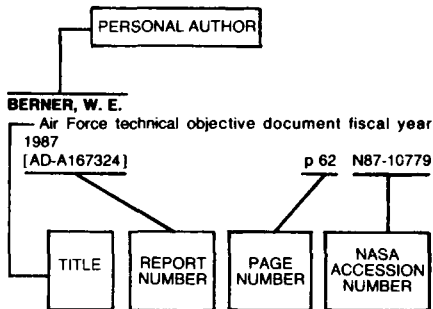 PERSONAL AUTHOR
BERNER, W. E.
Air Force technical objective document fiscal year
1987
[AD-A167324] p 62 N87-10779
TITLE
REPORT
NUMBER
PAGE
NUMBER
NASA
ACCESSION
NUMBER